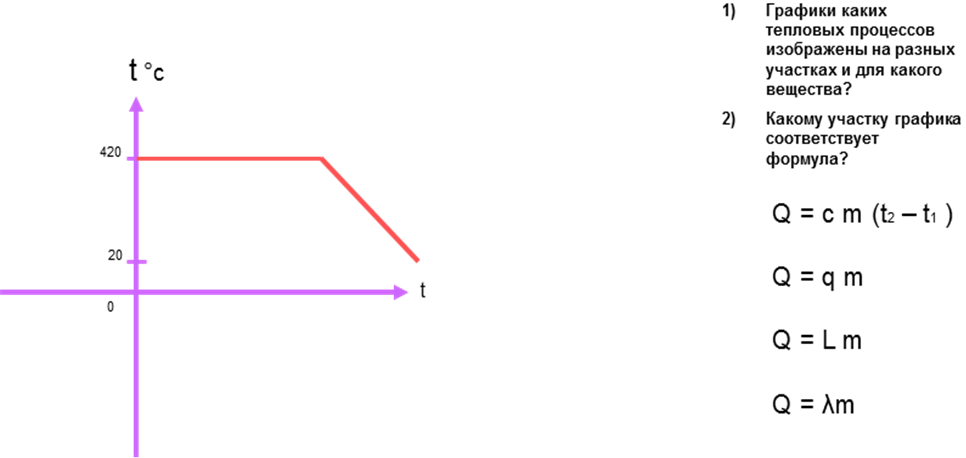 t °c
420
20
0
t
1) Графики каких
тепловых процессов
изображены на разных
участках и для какого
вещества?
2) Какому участку графика
соответствует
формула?
Q = c m (t₂ – t₁ )
Q = q m
Q = L m
Q = λm